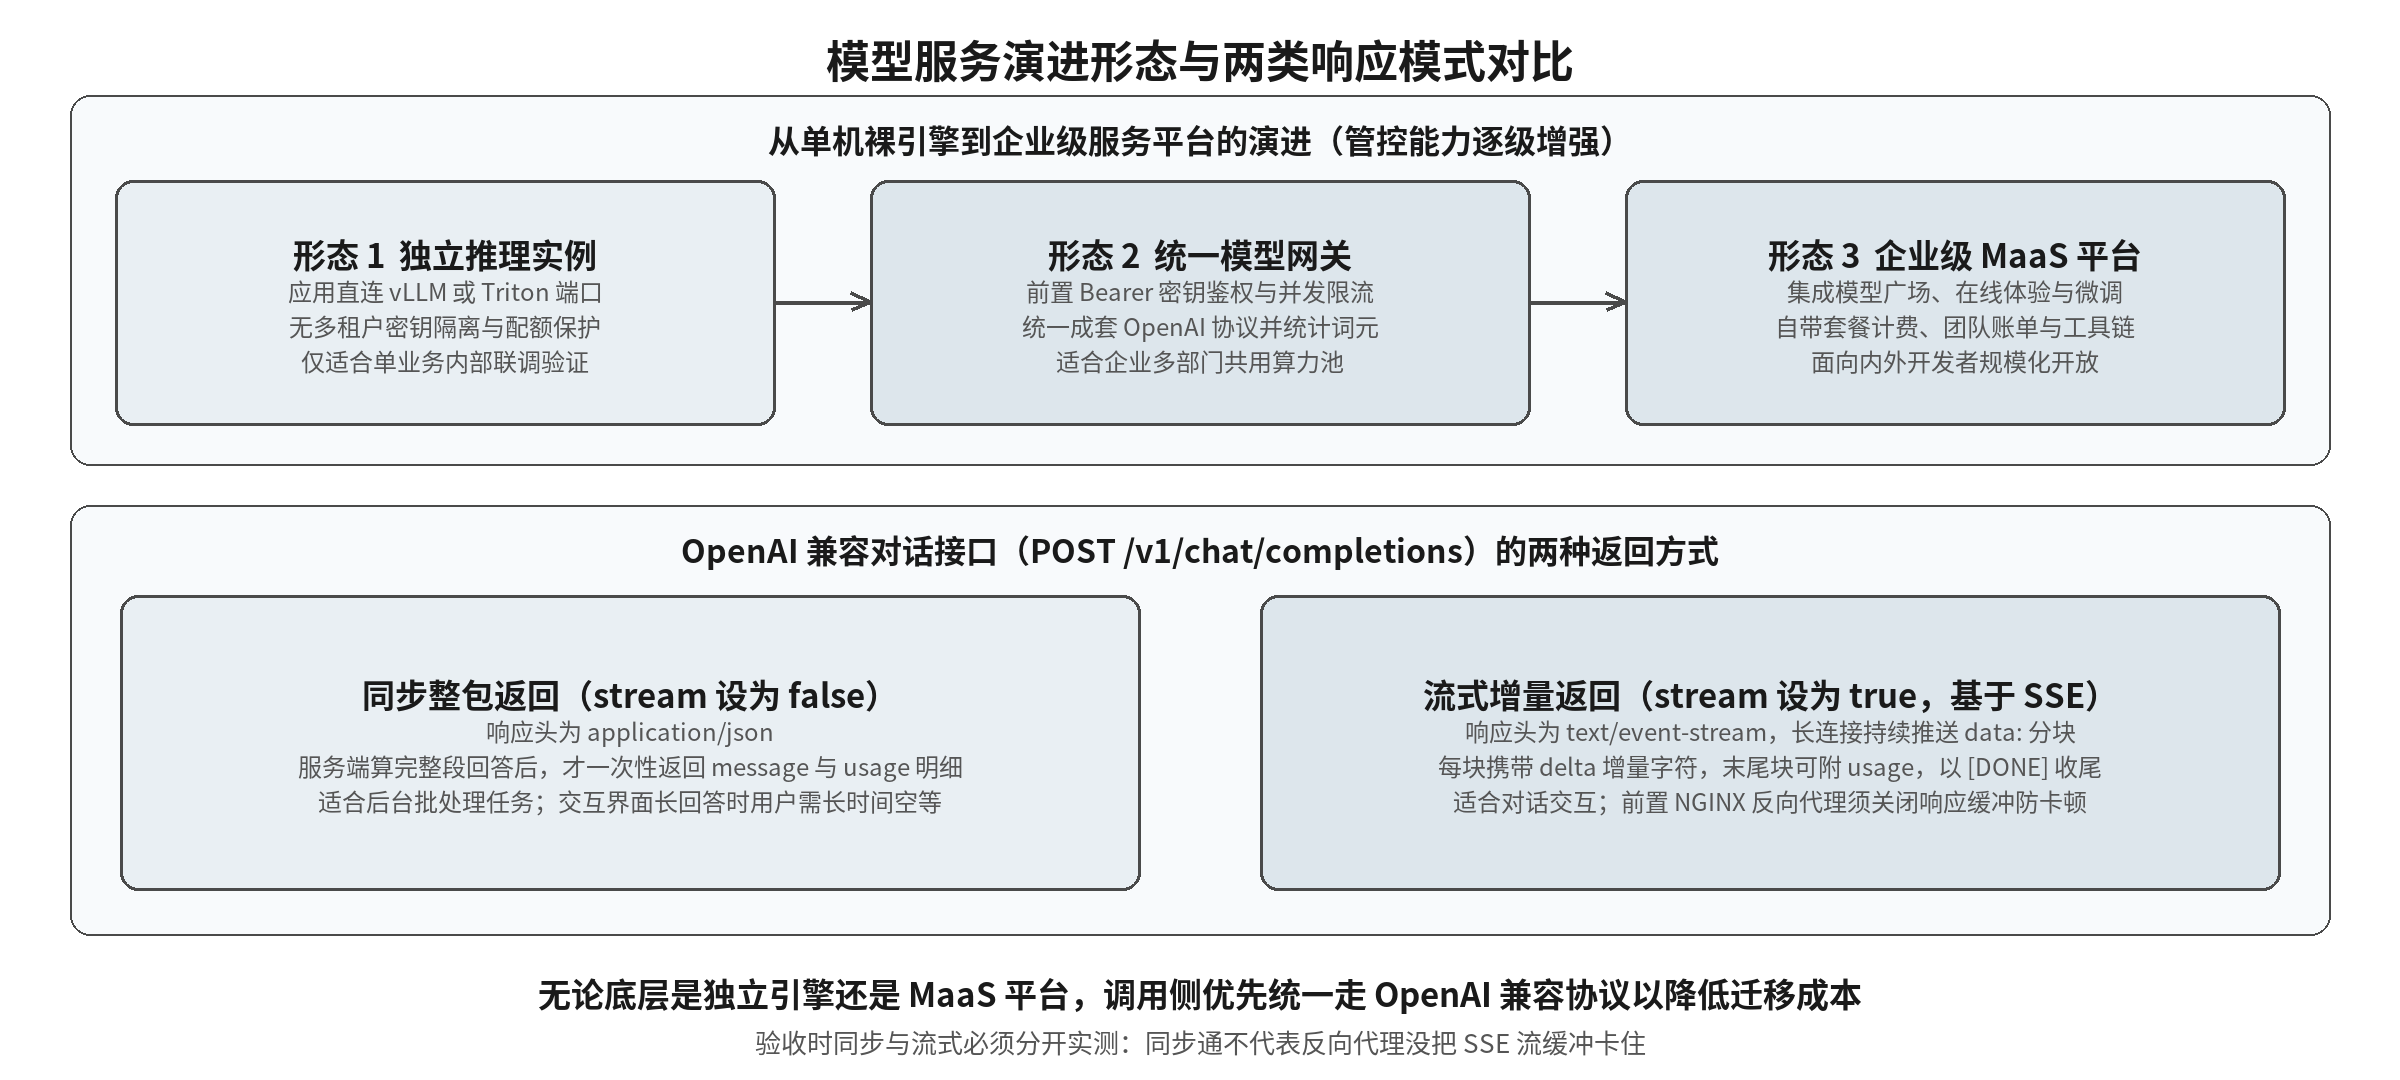 模型服务演进形态与两类响应模式对比
从单机裸引擎到企业级服务平台的演进（管控能力逐级增强）
形态 1 独立推理实例
应用直连 vLLM 或 Triton 端口
无多租户密钥隔离与配额保护
仅适合单业务内部联调验证
形态 2 统一模型网关
前置 Bearer 密钥鉴权与并发限流
统一成套 OpenAI 协议并统计词元
适合企业多部门共用算力池
形态 3 企业级 MaaS 平台
集成模型广场、在线体验与微调
自带套餐计费、团队账单与工具链
面向内外开发者规模化开放
OpenAI 兼容对话接口（POST /v1/chat/completions）的两种返回方式
同步整包返回（stream 设为 false）
响应头为 application/json
服务端算完整段回答后，才一次性返回 message 与 usage 明细
适合后台批处理任务；交互界面长回答时用户需长时间空等
流式增量返回（stream 设为 true，基于 SSE）
响应头为 text/event-stream，长连接持续推送 data: 分块
每块携带 delta 增量字符，末尾块可附 usage，以 [DONE] 收尾
适合对话交互；前置 NGINX 反向代理须关闭响应缓冲防卡顿
无论底层是独立引擎还是 MaaS 平台，调用侧优先统一走 OpenAI 兼容协议以降低迁移成本
验收时同步与流式必须分开实测：同步通不代表反向代理没把 SSE 流缓冲卡住